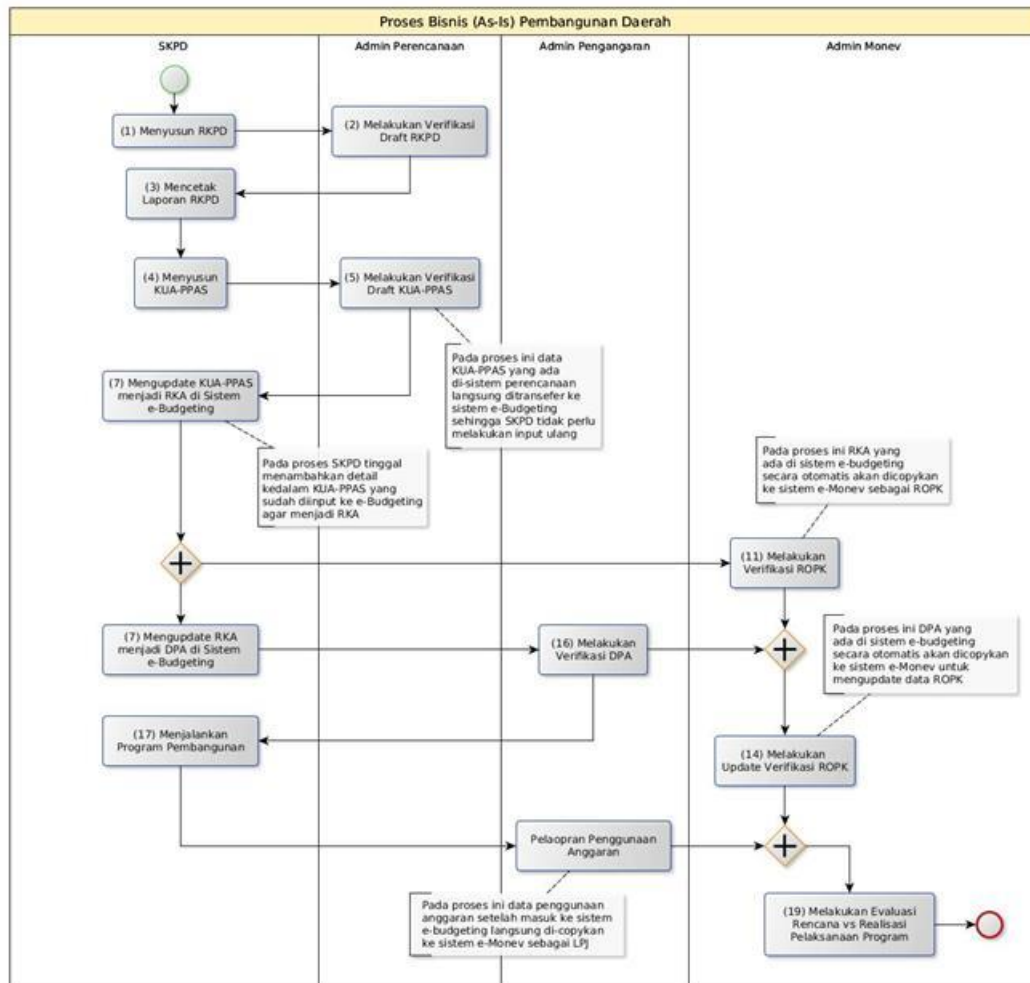 Proses Bisnis (As-Is) Pembangunan Daerah
SKPD
Admin Perencanaan
Admin Pengangaran
Admin Monev
(1) Menyusun RKPD
(2) Melakukan Verifikasi
Draft RKPD
(3) Mencetak
Laporan RKPD
(4) Menyusun
KUA-PPAS
(5) Melakukan Verifikasi
Draft KUA-PPAS
Pada proses ini data
KUA-PPAS yang ada
di-sistem perencanaan
langsung ditransefer ke
sistem e-Budgeting
sehingga SKPD tidak perlu
melakukan input ulang
(7) Mengupdate KUA-PPAS
menjadi RKA di Sistem
e-Budgeting
Pada proses SKPD tinggal
menambahkan detail
kedalam KUA-PPAS yang
sudah diinput ke e-Budgeting
agar menjadi RKA
Pada proses ini RKA yang
ada di sistem e-budgeting
secara otomatis akan dicopykan
ke sistem e-Monev sebagai ROPK
(11) Melakukan
Verifikasi ROPK
(7) Mengupdate RKA
menjadi DPA di Sistem
e-Budgeting
(16) Melakukan
Verifikasi DPA
Pada proses ini DPA yang
ada di sistem e-budgeting
secara otomatis akan dicopykan
ke sistem e-Monev untuk
mengupdate data ROPK
(17) Menjalankan
Program Pembangunan
(14) Melakukan
Update Verifikasi ROPK
Pelaopran Penggunaan
Anggaran
Pada proses ini data penggunaan
anggaran setelah masuk ke sistem
e-budgeting langsung di-copykan
ke sistem e-Monev sebagai LPJ
(19) Melakukan Evaluasi
Rencana vs Realisasi
Pelaksanaan Program